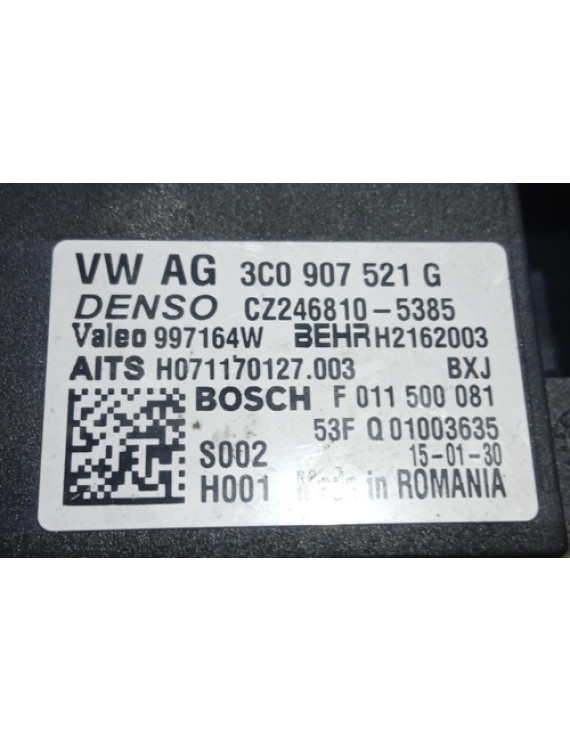 VW AG 3C0 907 521 G
DENSO CZ246810-5385
Valeo 997164W BEHR H2162003
AITS H071170127.003 BXJ
BOSCH F 011 500 081
53F Q 01003635
S002 15-01-30
H001 Made in ROMANIA